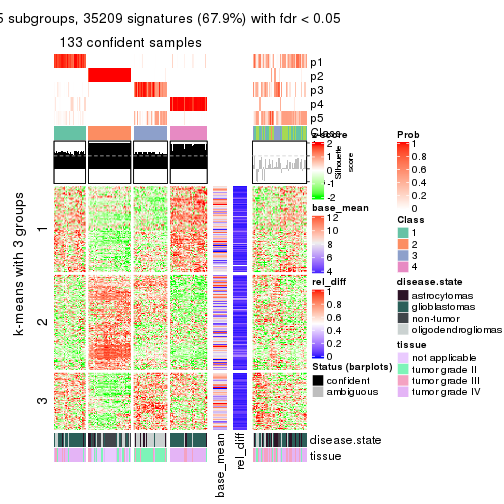 5 subgroups, 35209 signatures (67.9%) with fdr < 0.05
133 confident samples
p1
p2
p3
p4
p5
Class
k-means with 3 groups
1
2
3
base_mean
rel_diff
disease.state
tissue
z-score
2
1
0
-1
-2
Silhouette score
base_mean
12
10
8
6
4
rel_diff
1
0.8
0.6
0.4
0.2
0
Status (barplots)
confident
ambiguous
Prob
1
0.8
0.6
0.4
0.2
0
Class
1
2
3
4
disease.state
astrocytomas
glioblastomas
non-tumor
oligodendrogliomas
tissue
not applicable
tumor grade II
tumor grade III
tumor grade IV